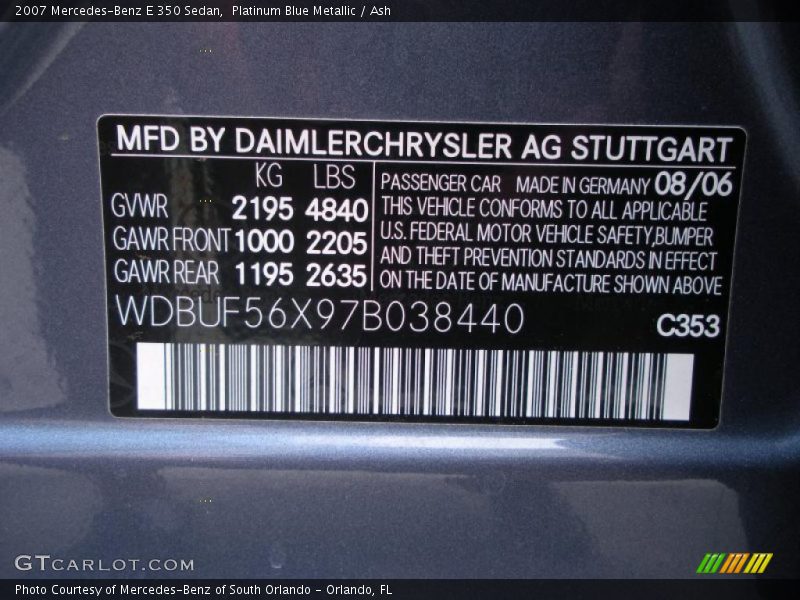 2007 Mercedes-Benz E 350 Sedan, Platinum Blue Metallic / Ash
MFD BY DAIMLERCHRYSLER AG STUTTGART
KG LBS
GVWR 2195 4840
GAWR FRONT 1000 2205
GAWR REAR 1195 2635
PASSENGER CAR MADE IN GERMANY 08/06
THIS VEHICLE CONFORMS TO ALL APPLICABLE
U.S. FEDERAL MOTOR VEHICLE SAFETY,BUMPER
AND THEFT PREVENTION STANDARDS IN EFFECT
ON THE DATE OF MANUFACTURE SHOWN ABOVE
WDBUF56X97B038440
C353
GTCARLOT.COM
Photo Courtesy of Mercedes-Benz of South Orlando - Orlando, FL